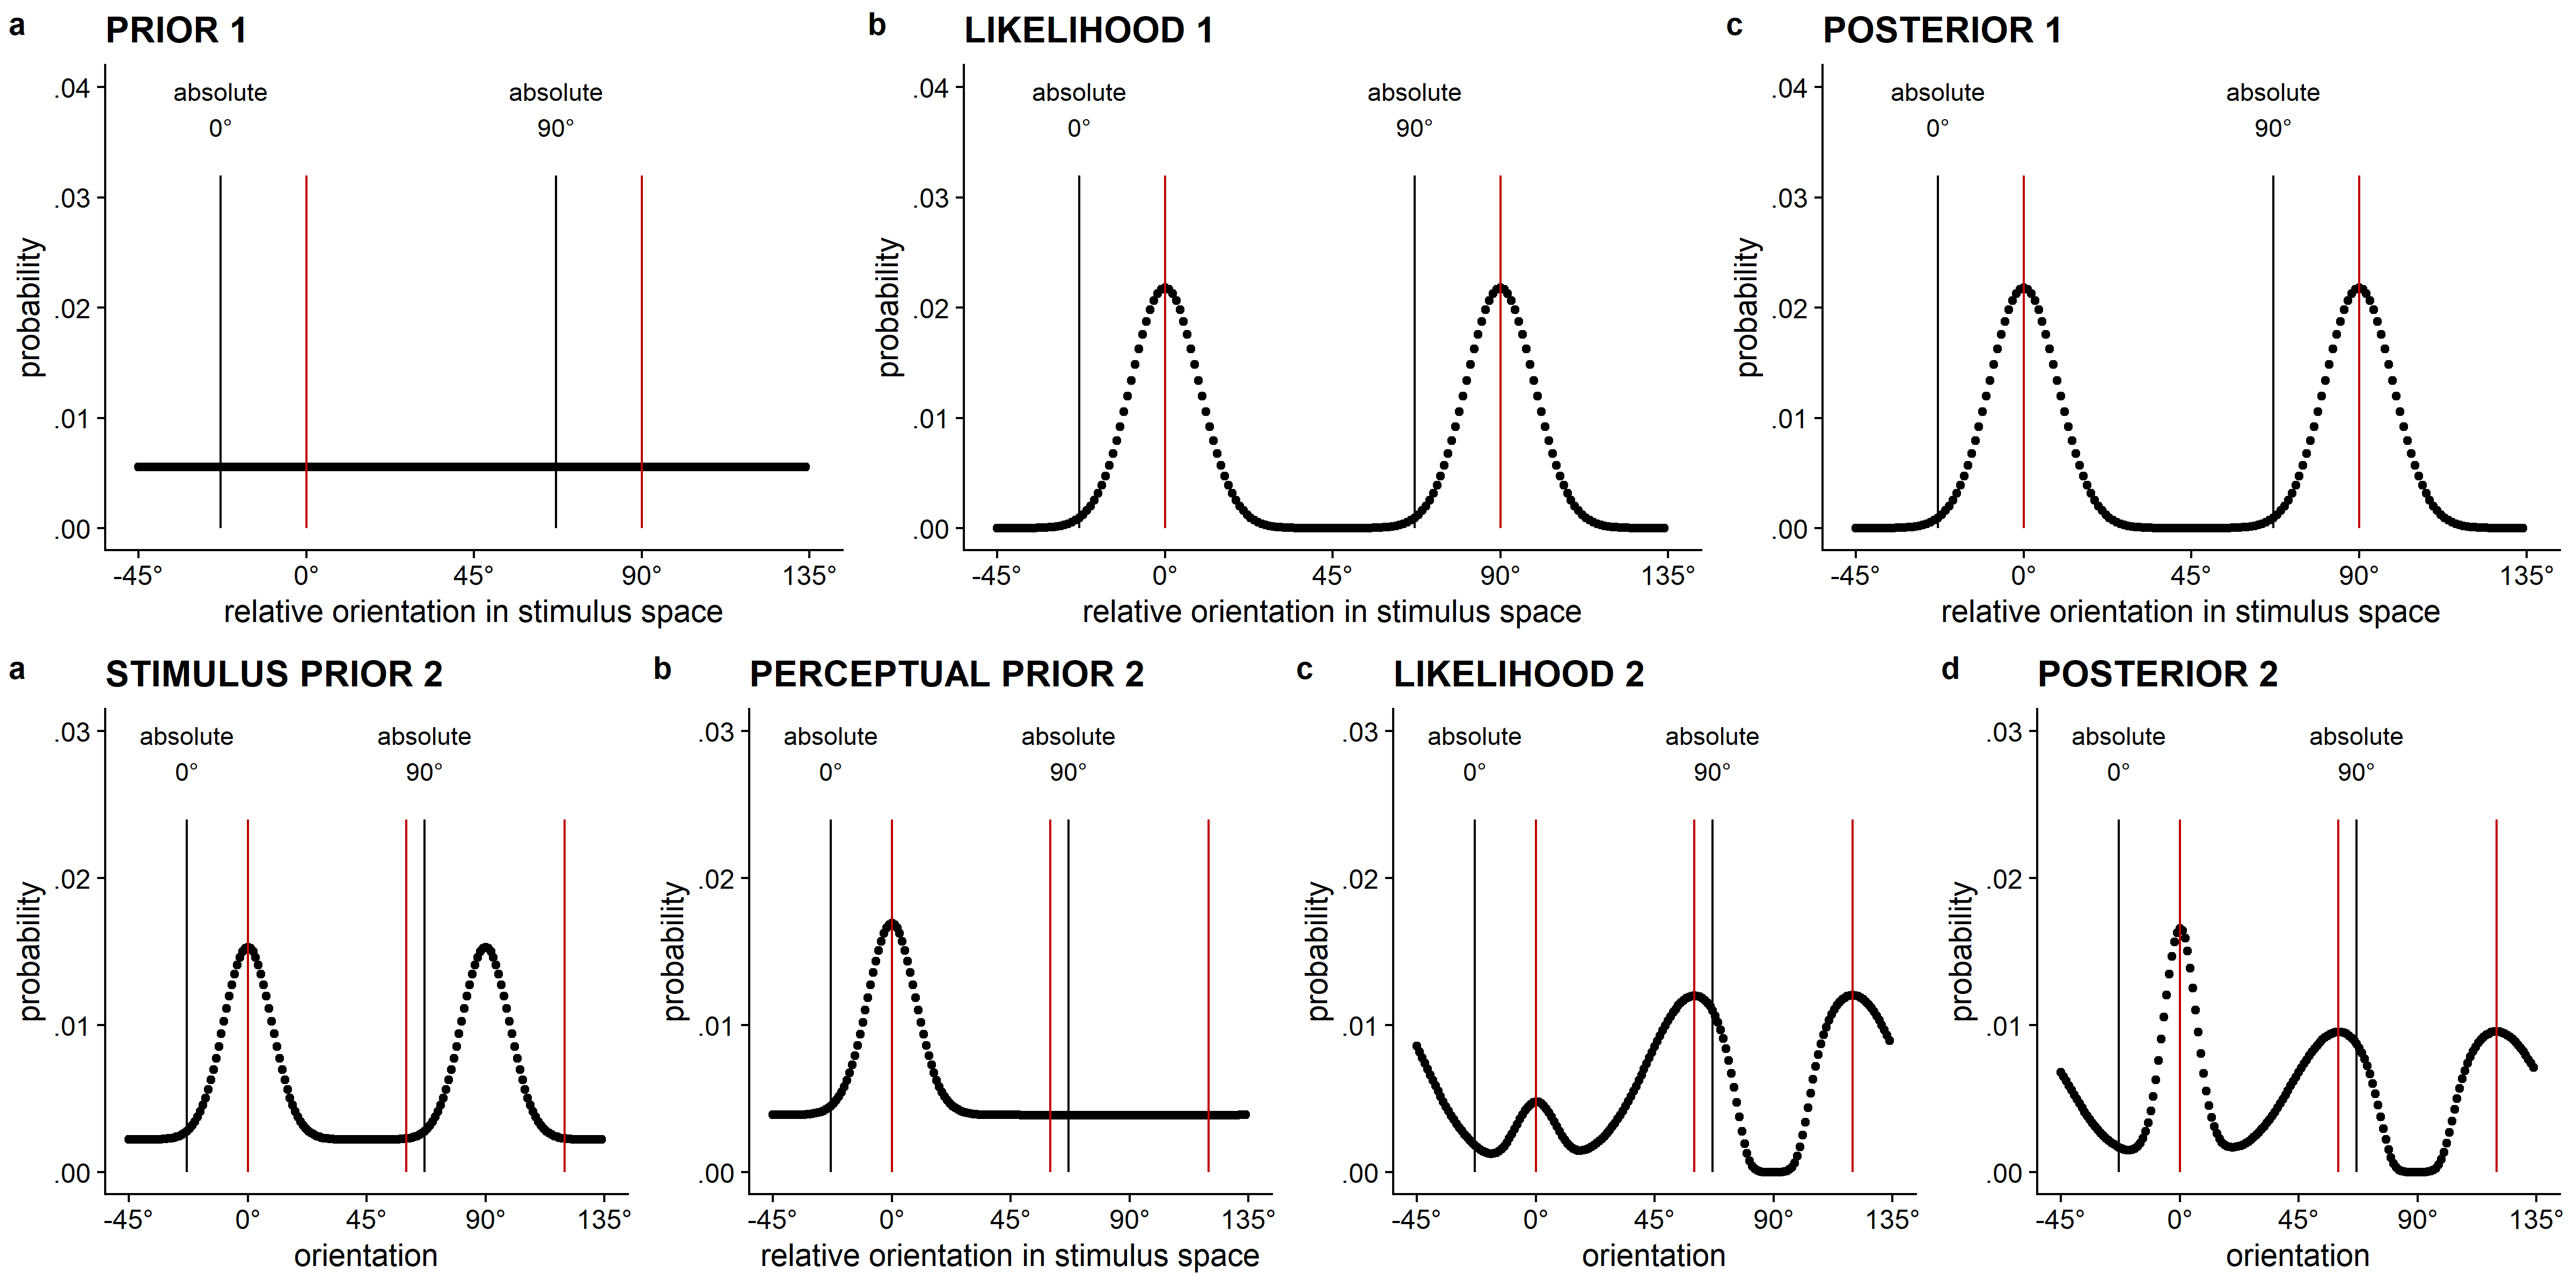 a PRIOR 1
absolute absolute
0° 90°
.04
.03
.02
.01
.00
probability
-45° 0° 45° 90° 135°
relative orientation in stimulus space
b LIKELIHOOD 1
absolute absolute
0° 90°
.04
.03
.02
.01
.00
probability
-45° 0° 45° 90° 135°
relative orientation in stimulus space
c POSTERIOR 1
absolute absolute
0° 90°
.04
.03
.02
.01
.00
probability
-45° 0° 45° 90° 135°
relative orientation in stimulus space
a STIMULUS PRIOR 2
absolute absolute
0° 90°
.03
.02
.01
.00
probability
-45° 0° 45° 90° 135°
orientation
b PERCEPTUAL PRIOR 2
absolute absolute
0° 90°
.03
.02
.01
.00
probability
-45° 0° 45° 90° 135°
relative orientation in stimulus space
c LIKELIHOOD 2
absolute absolute
0° 90°
.03
.02
.01
.00
probability
-45° 0° 45° 90° 135°
orientation
d POSTERIOR 2
absolute absolute
0° 90°
.03
.02
.01
.00
probability
-45° 0° 45° 90° 135°
orientation